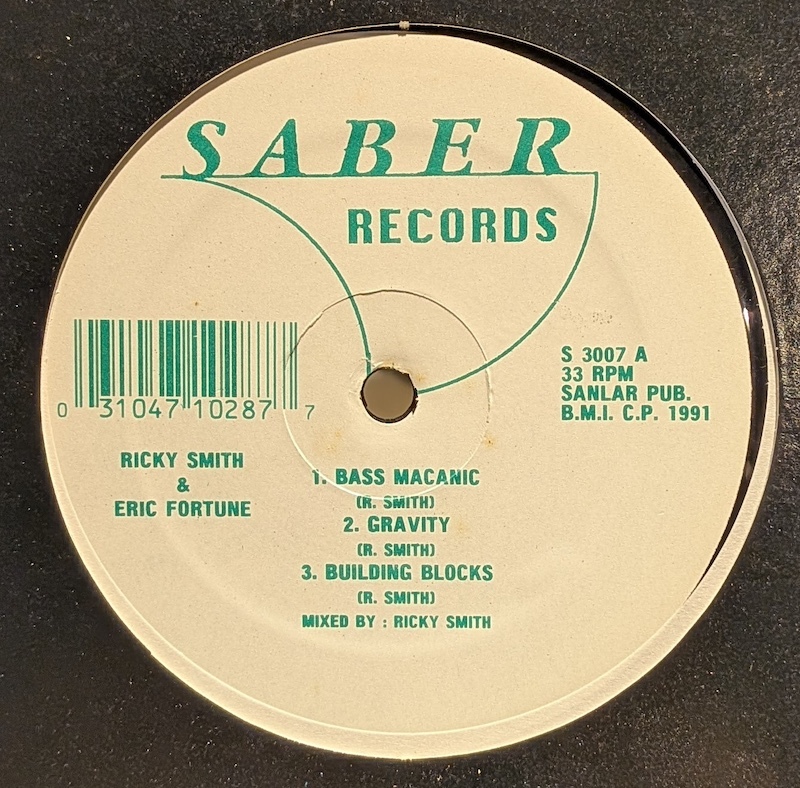 SABER
RECORDS
0 31047 10287 7
S 3007 A
33 RPM
SANLAR PUB.
B.M.I. C.P. 1991
RICKY SMITH
&
ERIC FORTUNE
1. BASS MACANIC
(R. SMITH)
2. GRAVITY
(R. SMITH)
3. BUILDING BLOCKS
(R. SMITH)
MIXED BY : RICKY SMITH